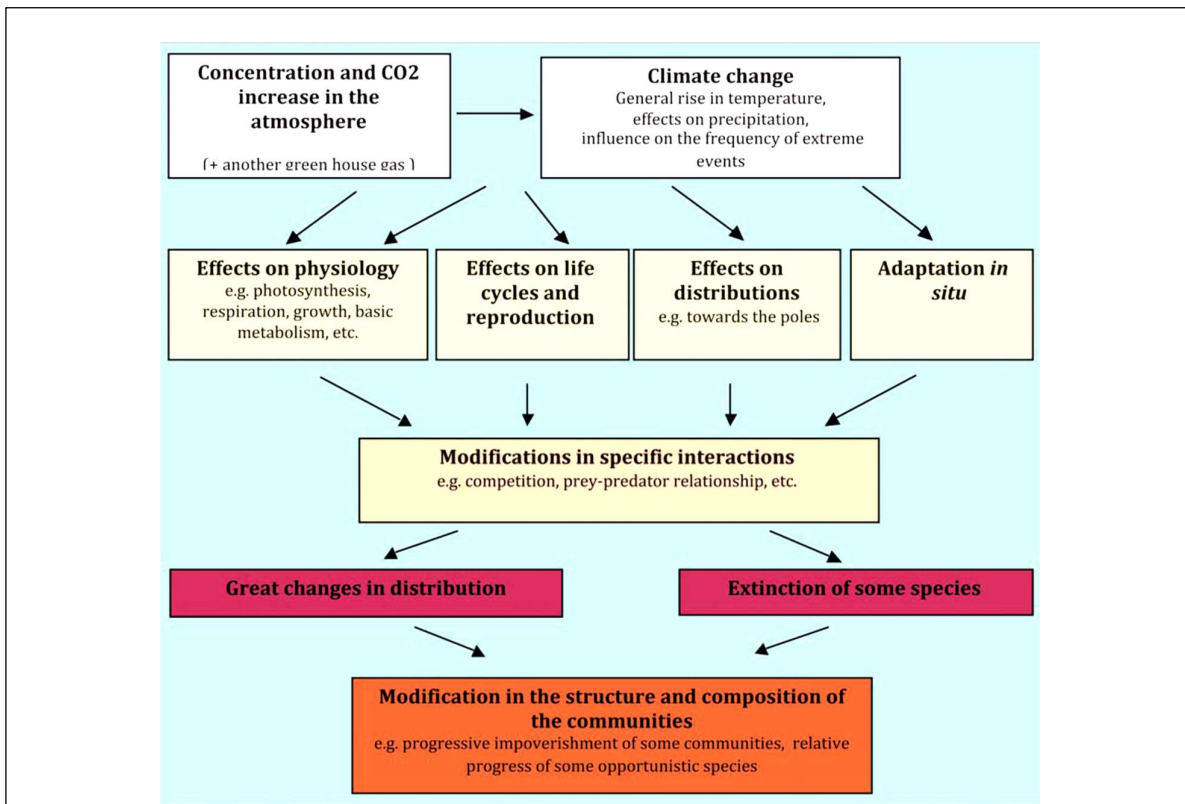 Concentration and CO2
increase in the
atmosphere
(+ another green house gas )
Climate change
General rise in temperature,
effects on precipitation,
influence on the frequency of extreme
events
Effects on physiology
e.g. photosynthesis,
respiration, growth, basic
metabolism, etc.
Effects on life
cycles and
reproduction
Effects on
distributions
e.g. towards the poles
Adaptation in
situ
Modifications in specific interactions
e.g. competition, prey-predator relationship, etc.
Great changes in distribution
Extinction of some species
Modification in the structure and composition of
the communities
e.g. progressive impoverishment of some communities, relative
progress of some opportunistic species